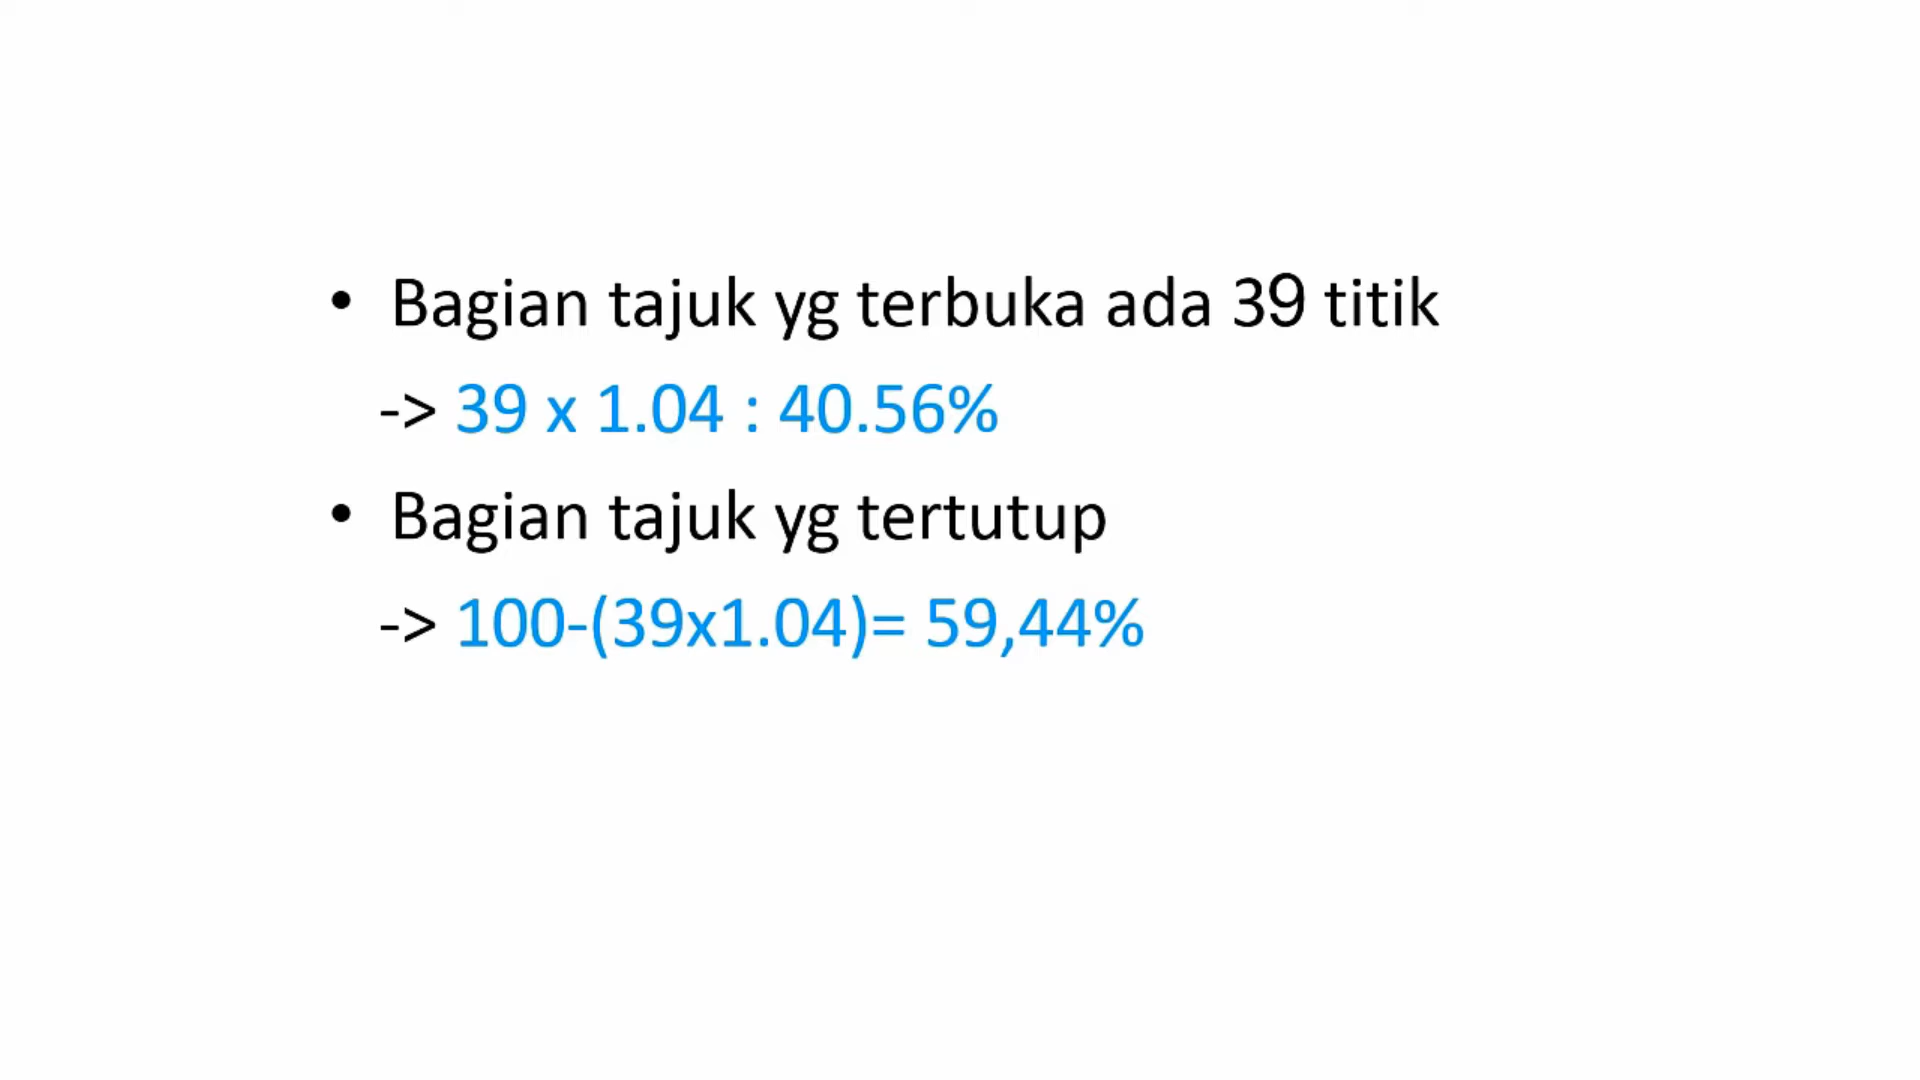 • Bagian tajuk yg terbuka ada 39 titik
-> 39 x 1.04 : 40.56%
• Bagian tajuk yg tertutup
-> 100-(39x1.04)= 59,44%